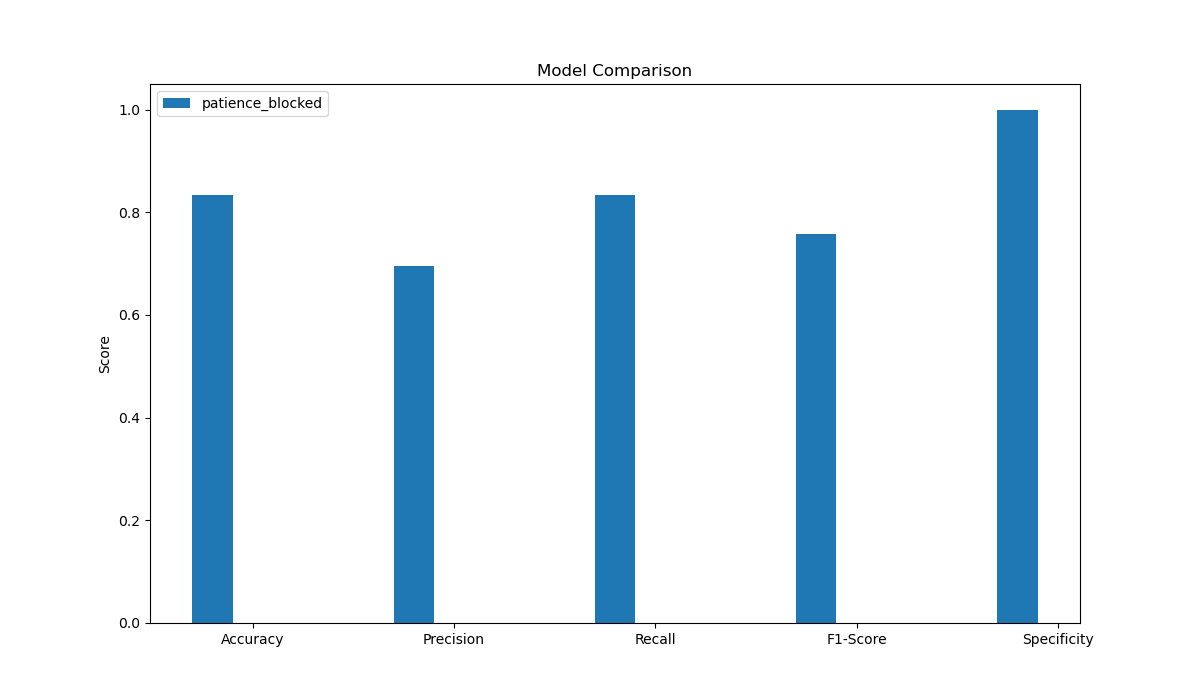 Model Comparison
patience_blocked
Score
1.0
0.8
0.6
0.4
0.2
0.0
Accuracy
Precision
Recall
F1-Score
Specificity